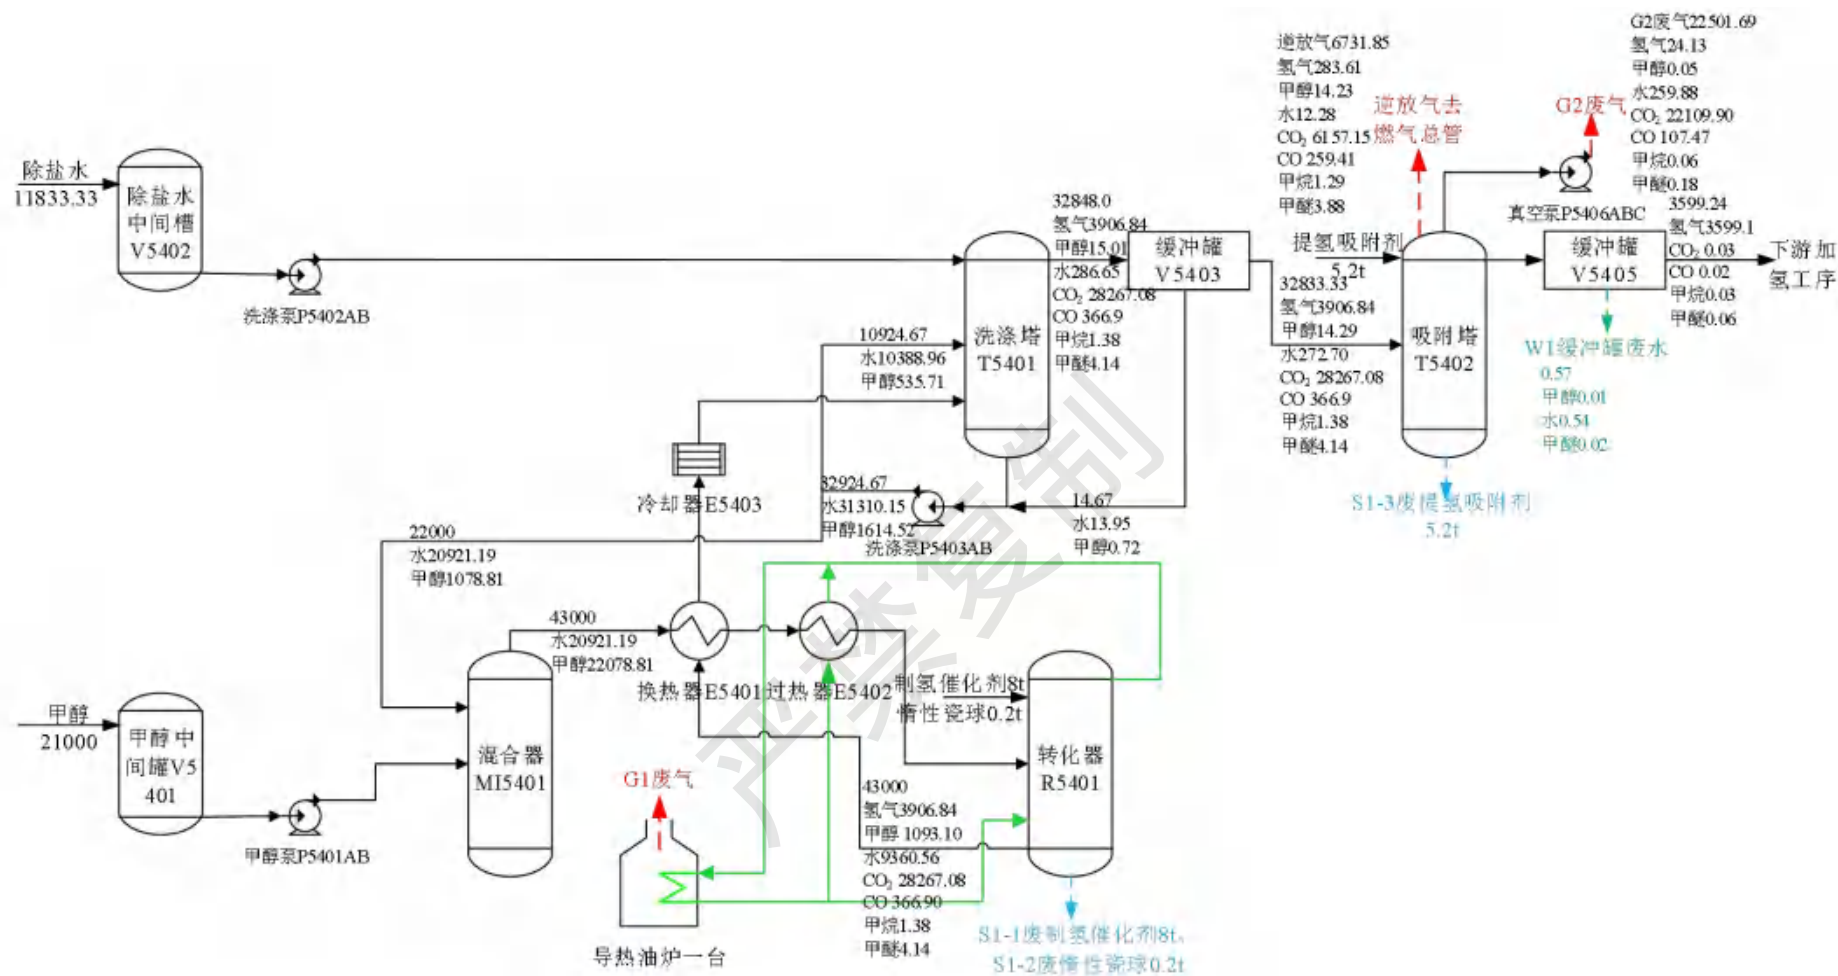 除盐水
11833.33
除盐水
中间槽
V5402
洗涤泵P5402AB
甲醇
21000
甲醇中
间罐V5
401
甲醇泵P5401AB
22000
水20921.19
甲醇1078.81
混合器
MI5401
43000
水20921.19
甲醇22078.81
换热器E5401
过热器E5402
冷却器E5403
G1废气
导热油炉一台
10924.67
水10388.96
甲醇535.71
32924.67
水31310.15
甲醇1614.52
洗涤泵P5403AB
14.67
水13.95
甲醇0.72
制氢催化剂8t
惰性瓷球0.2t
转化器
R5401
43000
氢气3906.84
甲醇 1093.10
水9360.56
CO₂ 28267.08
CO 366.90
甲烷1.38
甲醚4.14
S1-1废制氢催化剂8t、
S1-2废惰性瓷球0.2t
洗涤塔
T5401
32848.0
氢气3906.84
甲醇15.01
水286.65
CO₂ 28267.08
CO 366.9
甲烷1.38
甲醚4.14
缓冲罐
V5403
逆放气6731.85
氢气283.61
甲醇14.23
水12.28
CO₂ 6157.15
CO 259.41
甲烷1.29
甲醚3.88
逆放气去
燃气总管
提氢吸附剂
5.2t
32833.33
氢气3906.84
甲醇14.29
水272.70
CO₂ 28267.08
CO 366.9
甲烷1.38
甲醚4.14
吸附塔
T5402
S1-3废提氢吸附剂
5.2t
G2废气
真空泵P5406ABC
G2废气22501.69
氢气24.13
甲醇0.05
水259.88
CO₂ 22109.90
CO 107.47
甲烷0.06
甲醚0.18
缓冲罐
V5405
3599.24
氢气3599.1
CO₂ 0.03
CO 0.02
甲烷0.03
甲醚0.06
下游加
氢工序
W1缓冲罐废水
0.57
甲醇0.01
水0.54
甲醚0.02
严禁复制